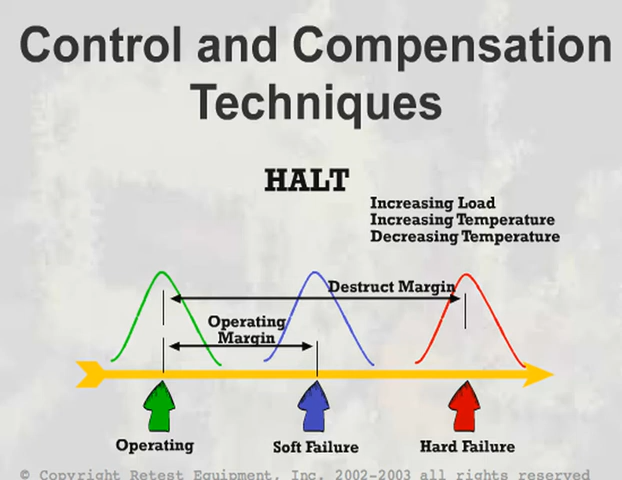 Control and Compensation
Techniques
HALT
Increasing Load
Increasing Temperature
Decreasing Temperature
Destruct Margin
Operating
Margin
Operating
Soft Failure
Hard Failure
© Copyright Retest Equipment, Inc. 2002-2003 all rights reserved